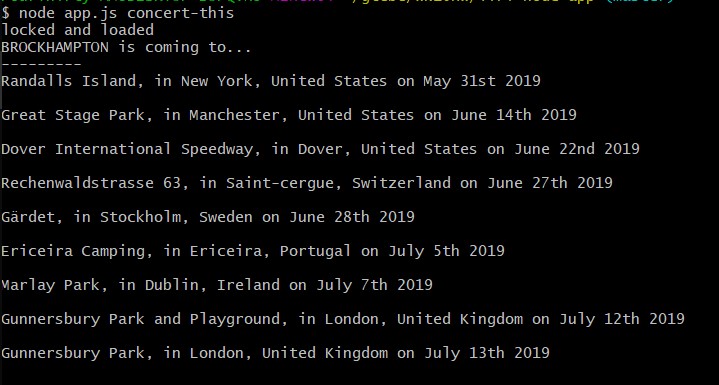 $ node app.js concert-this
locked and loaded
BROCKHAMPTON is coming to...
---------
Randalls Island, in New York, United States on May 31st 2019
Great Stage Park, in Manchester, United States on June 14th 2019
Dover International Speedway, in Dover, United States on June 22nd 2019
Rechenwaldstrasse 63, in Saint-cergue, Switzerland on June 27th 2019
Gärdet, in Stockholm, Sweden on June 28th 2019
Ericeira Camping, in Ericeira, Portugal on July 5th 2019
Marlay Park, in Dublin, Ireland on July 7th 2019
Gunnersbury Park and Playground, in London, United Kingdom on July 12th 2019
Gunnersbury Park, in London, United Kingdom on July 13th 2019